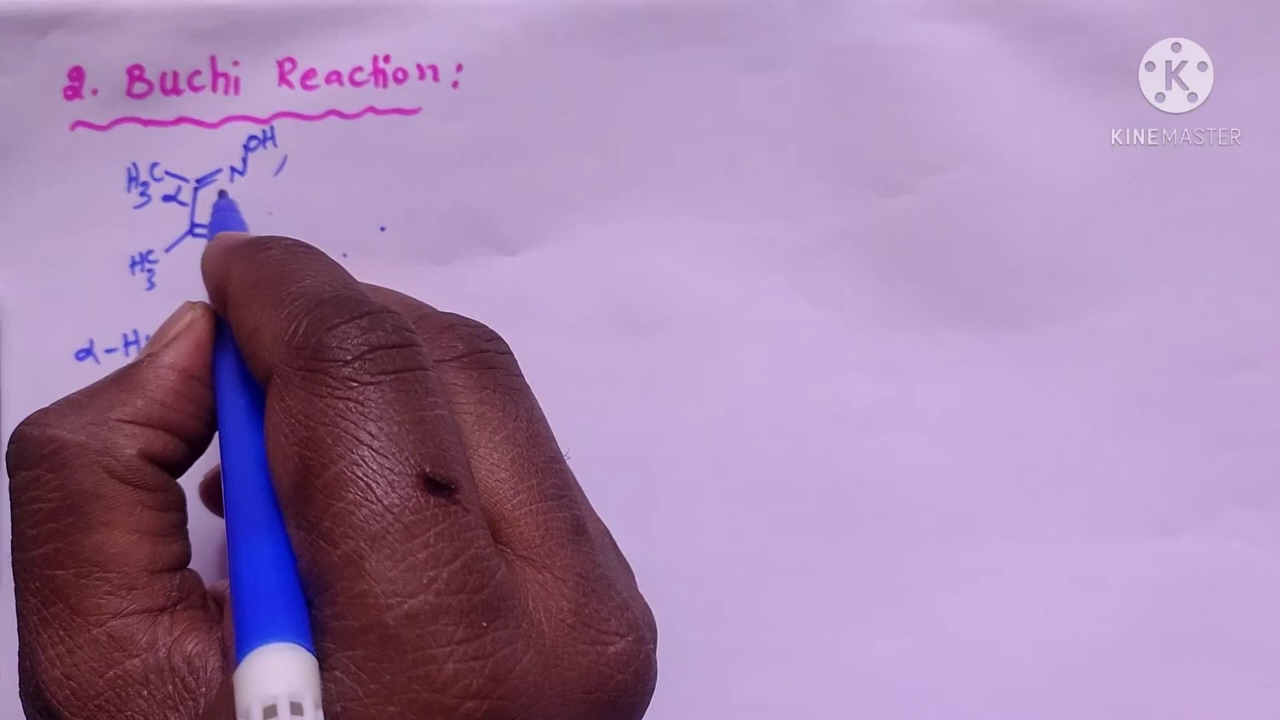 2. Buchi Reaction:
OH
H3C α N
H3C
α-H
KINEMASTER